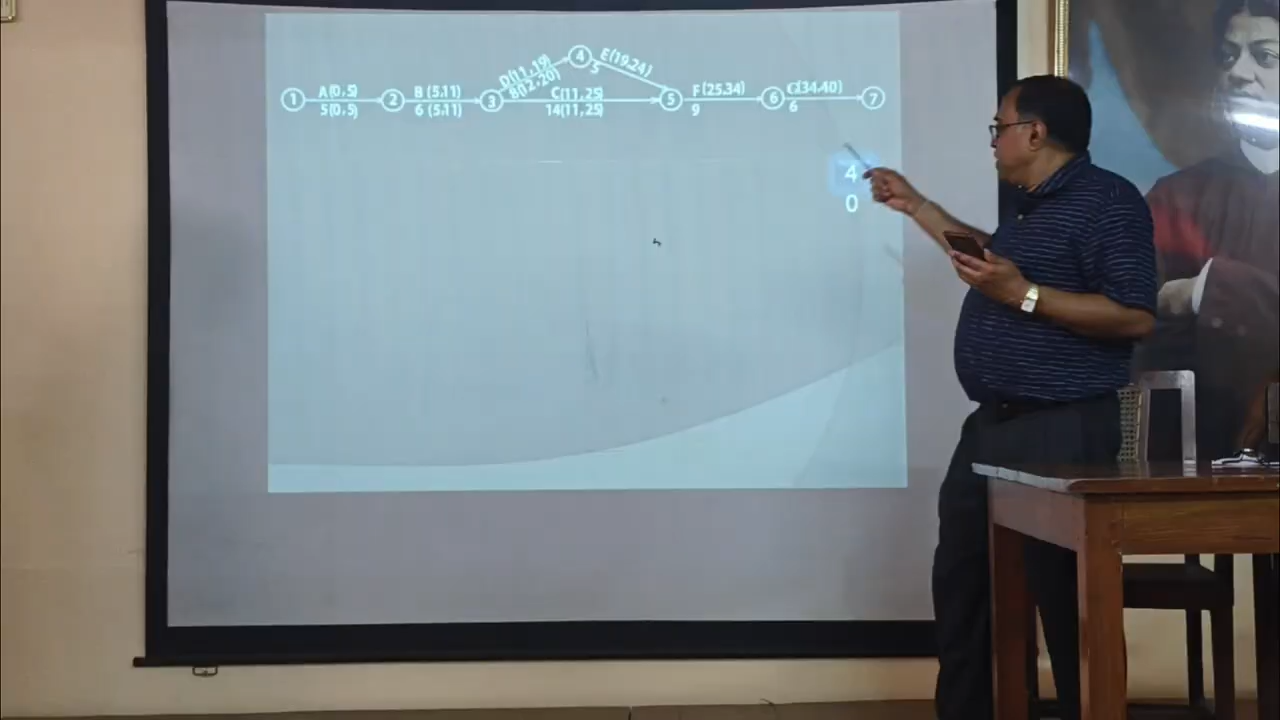 4 E(19.24)
D(11,19) 5
8(12,20)
1 A(0,5) 2 B (5.11) 3 C(11,25) 5 F(25.34) 6 G(34.40) 7
5(0,5) 6 (5.11) 14(11,25) 9 6
4
0